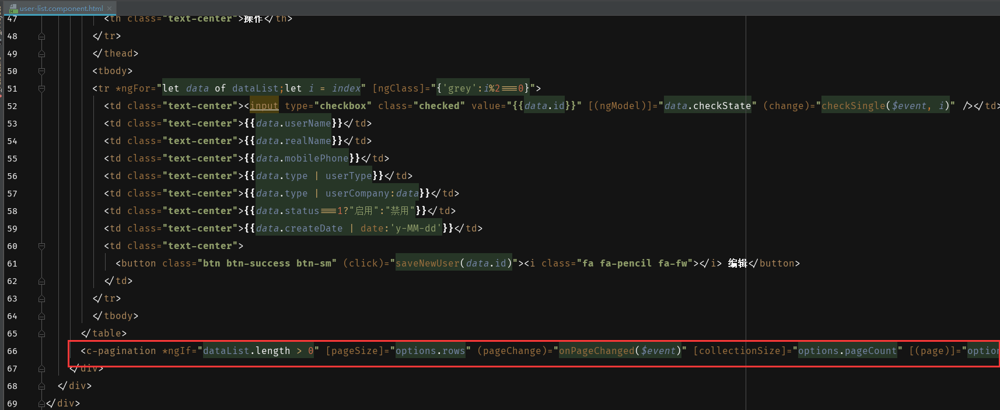 user-list.component.html
47 <th class="text-center">操作</th>
48 </tr>
49 </thead>
50 <tbody>
51 <tr *ngFor="let data of dataList;let i = index" [ngClass]="{'grey':i%2===0}">
52 <td class="text-center"><input type="checkbox" class="checked" value="{{data.id}}" [(ngModel)]="data.checkState" (change)="checkSingle($event, i)" /></td>
53 <td class="text-center">{{data.userName}}</td>
54 <td class="text-center">{{data.realName}}</td>
55 <td class="text-center">{{data.mobilePhone}}</td>
56 <td class="text-center">{{data.type | userType}}</td>
57 <td class="text-center">{{data.type | userCompany:data}}</td>
58 <td class="text-center">{{data.status===1?"启用":"禁用"}}</td>
59 <td class="text-center">{{data.createDate | date:'y-MM-dd'}}</td>
60 <td class="text-center">
61 <button class="btn btn-success btn-sm" (click)="saveNewUser(data.id)"><i class="fa fa-pencil fa-fw"></i> 编辑</button>
62 </td>
63 </tr>
64 </tbody>
65 </table>
66 <c-pagination *ngIf="dataList.length > 0" [pageSize]="options.rows" (pageChange)="onPageChanged($event)" [collectionSize]="options.pageCount" [(page)]="option
67 </div>
68 </div>
69 </div>